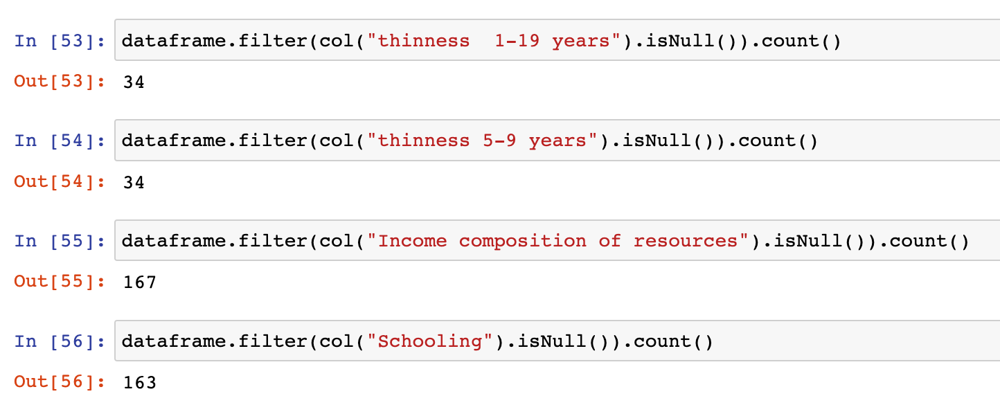 In [53]: dataframe.filter(col("thinness  1-19 years").isNull()).count()
Out[53]: 34
In [54]: dataframe.filter(col("thinness 5-9 years").isNull()).count()
Out[54]: 34
In [55]: dataframe.filter(col("Income composition of resources").isNull()).count()
Out[55]: 167
In [56]: dataframe.filter(col("Schooling").isNull()).count()
Out[56]: 163